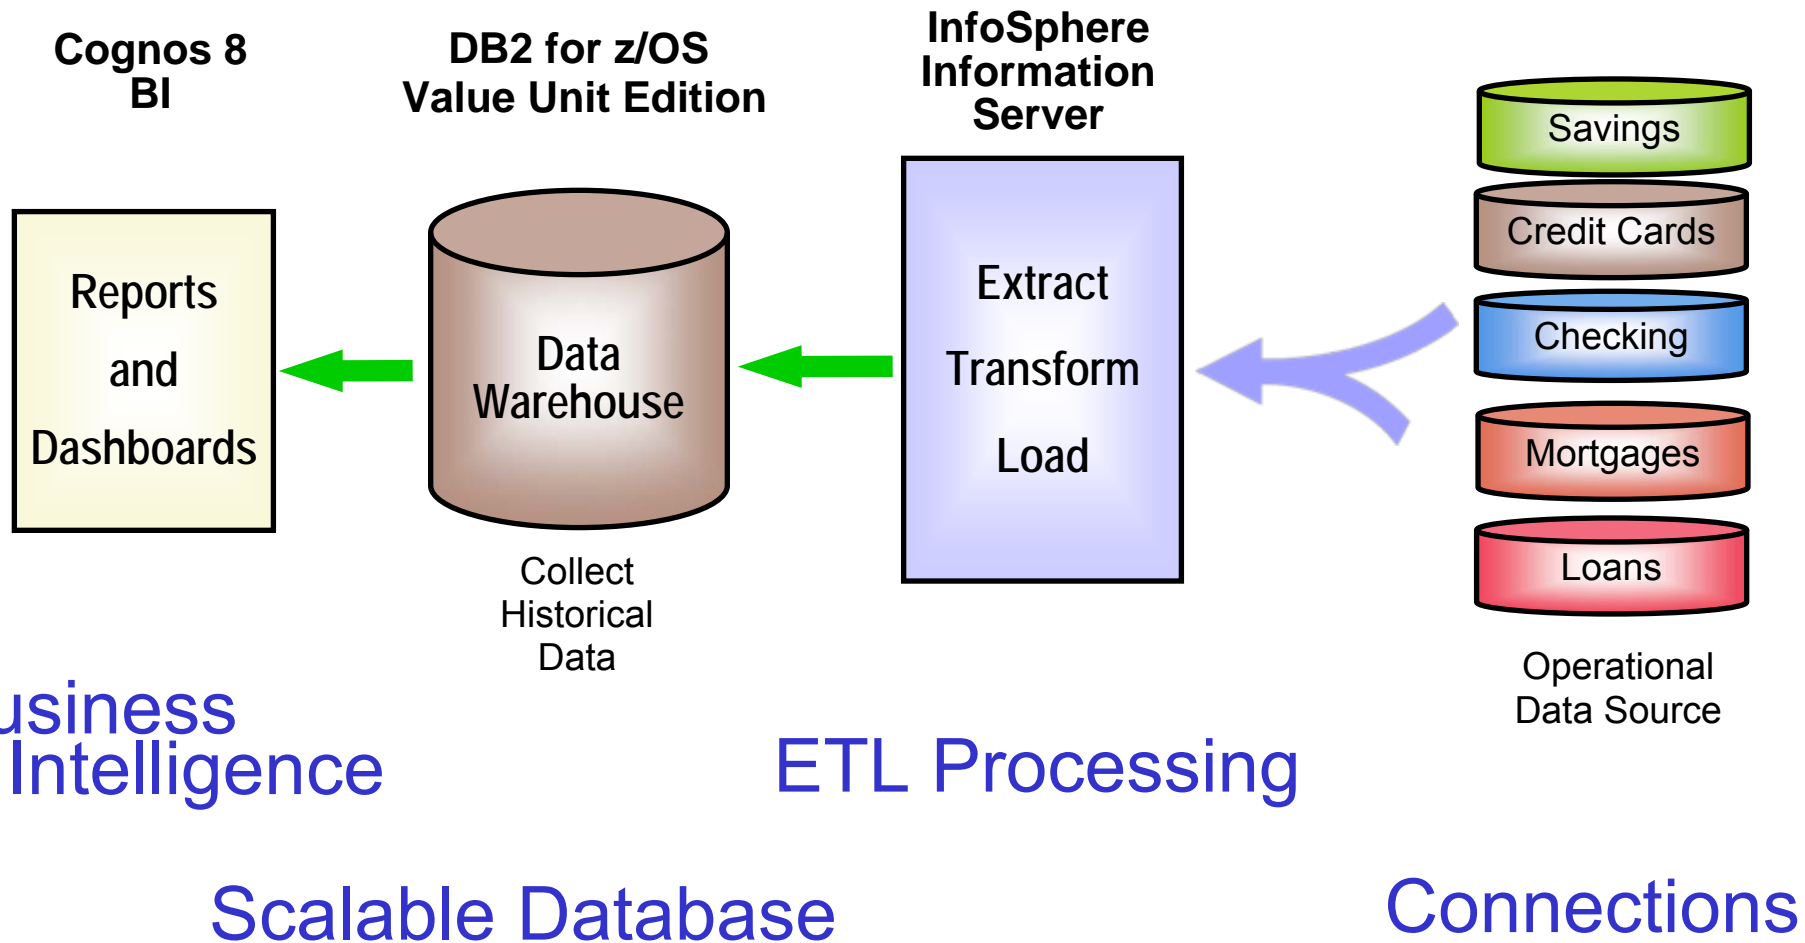 Cognos 8
BI
DB2 for z/OS
Value Unit Edition
InfoSphere
Information
Server
Reports
and
Dashboards
Data
Warehouse
Collect
Historical
Data
Extract
Transform
Load
Savings
Credit Cards
Checking
Mortgages
Loans
Operational
Data Source
usiness
Intelligence
ETL Processing
Scalable Database
Connections